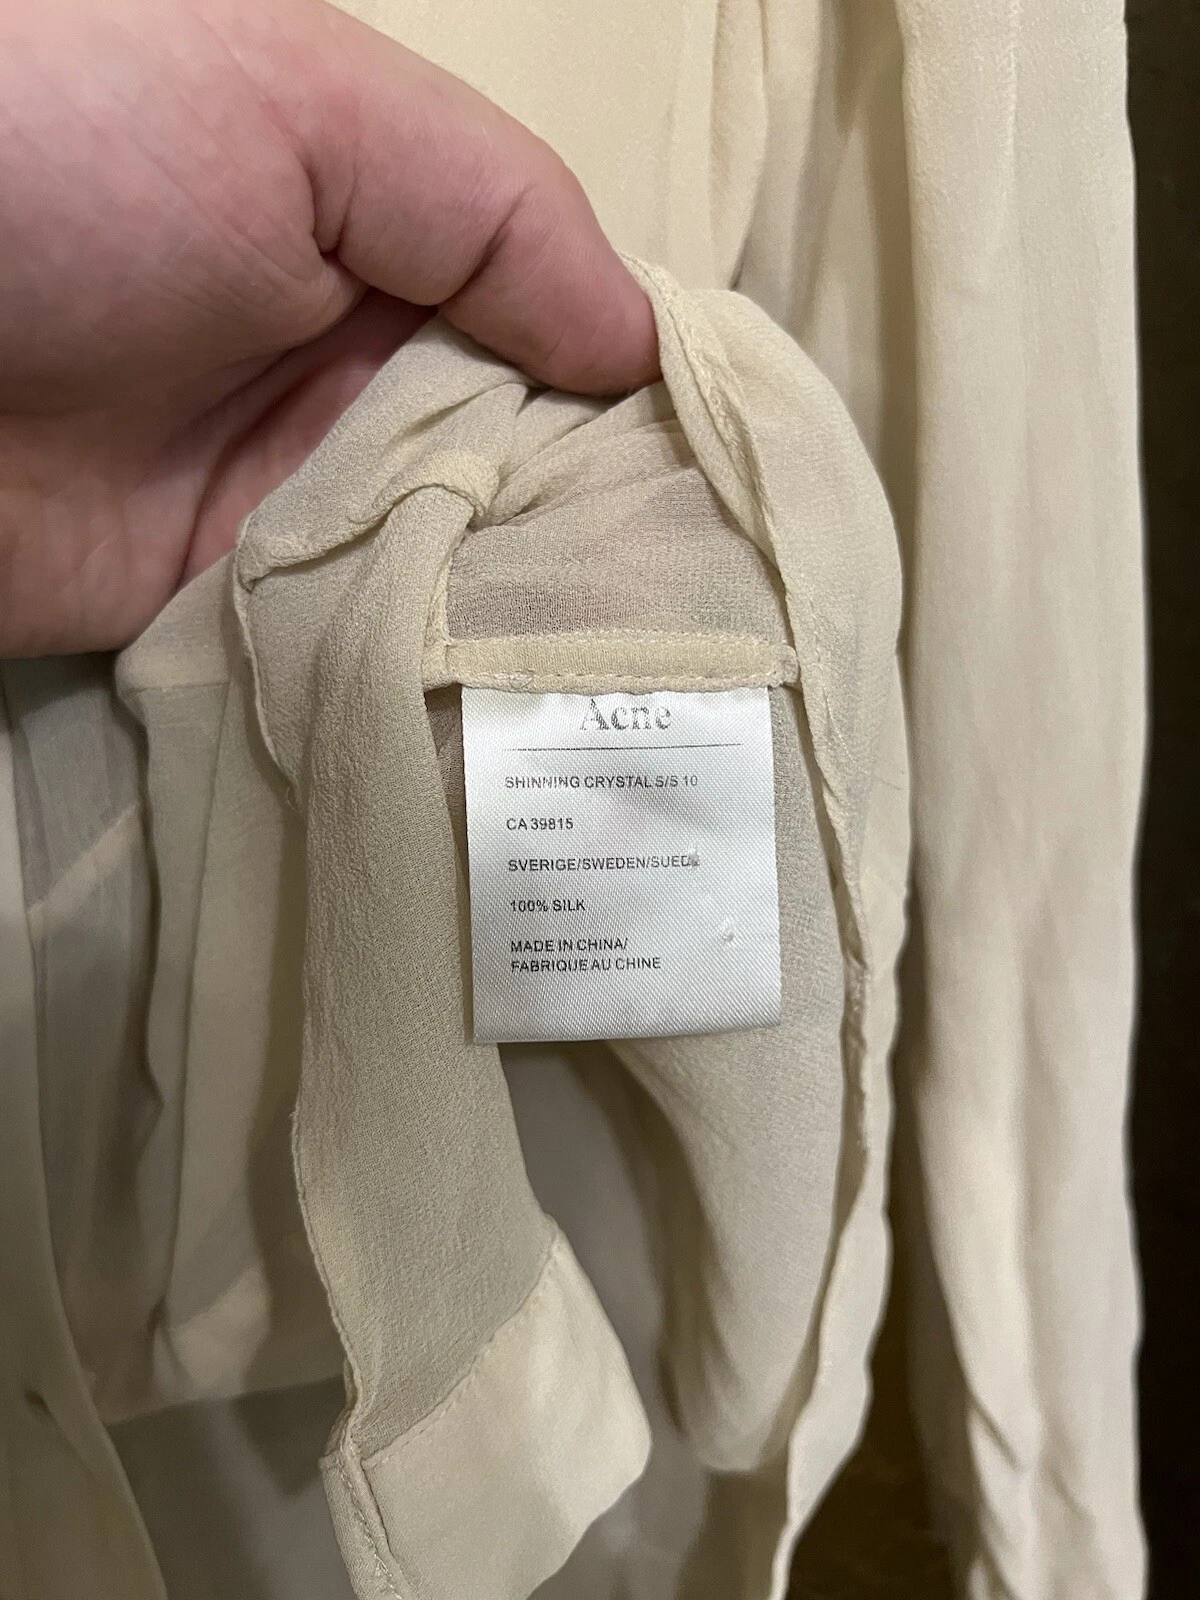 Acne
SHINNING CRYSTAL S/S 10
CA 39815
SVERIGE/SWEDEN/SUEDE
100% SILK
MADE IN CHINA/
FABRIQUE AU CHINE